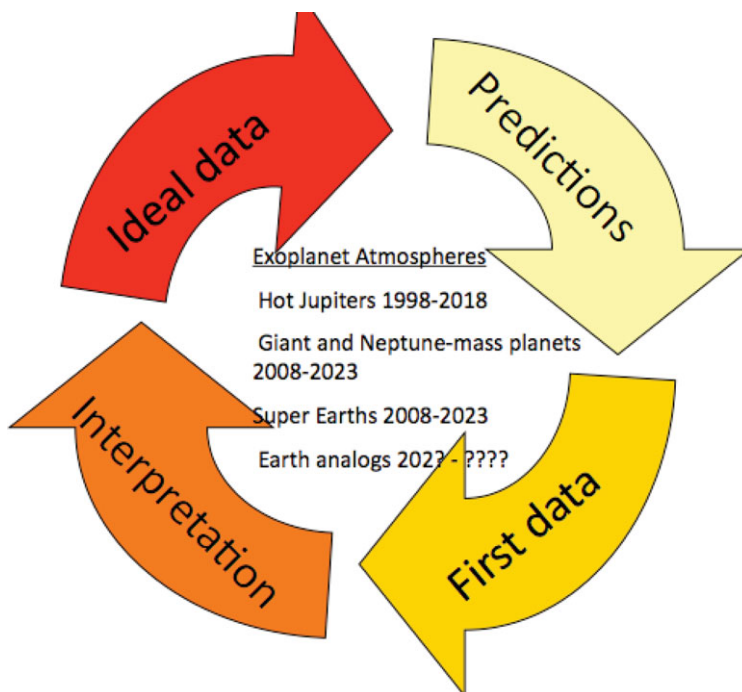 Ideal data
Predictions
Exoplanet Atmospheres
Hot Jupiters 1998-2018
Giant and Neptune-mass planets
2008-2023
Super Earths 2008-2023
Earth analogs 202? - ????
Interpretation
First data